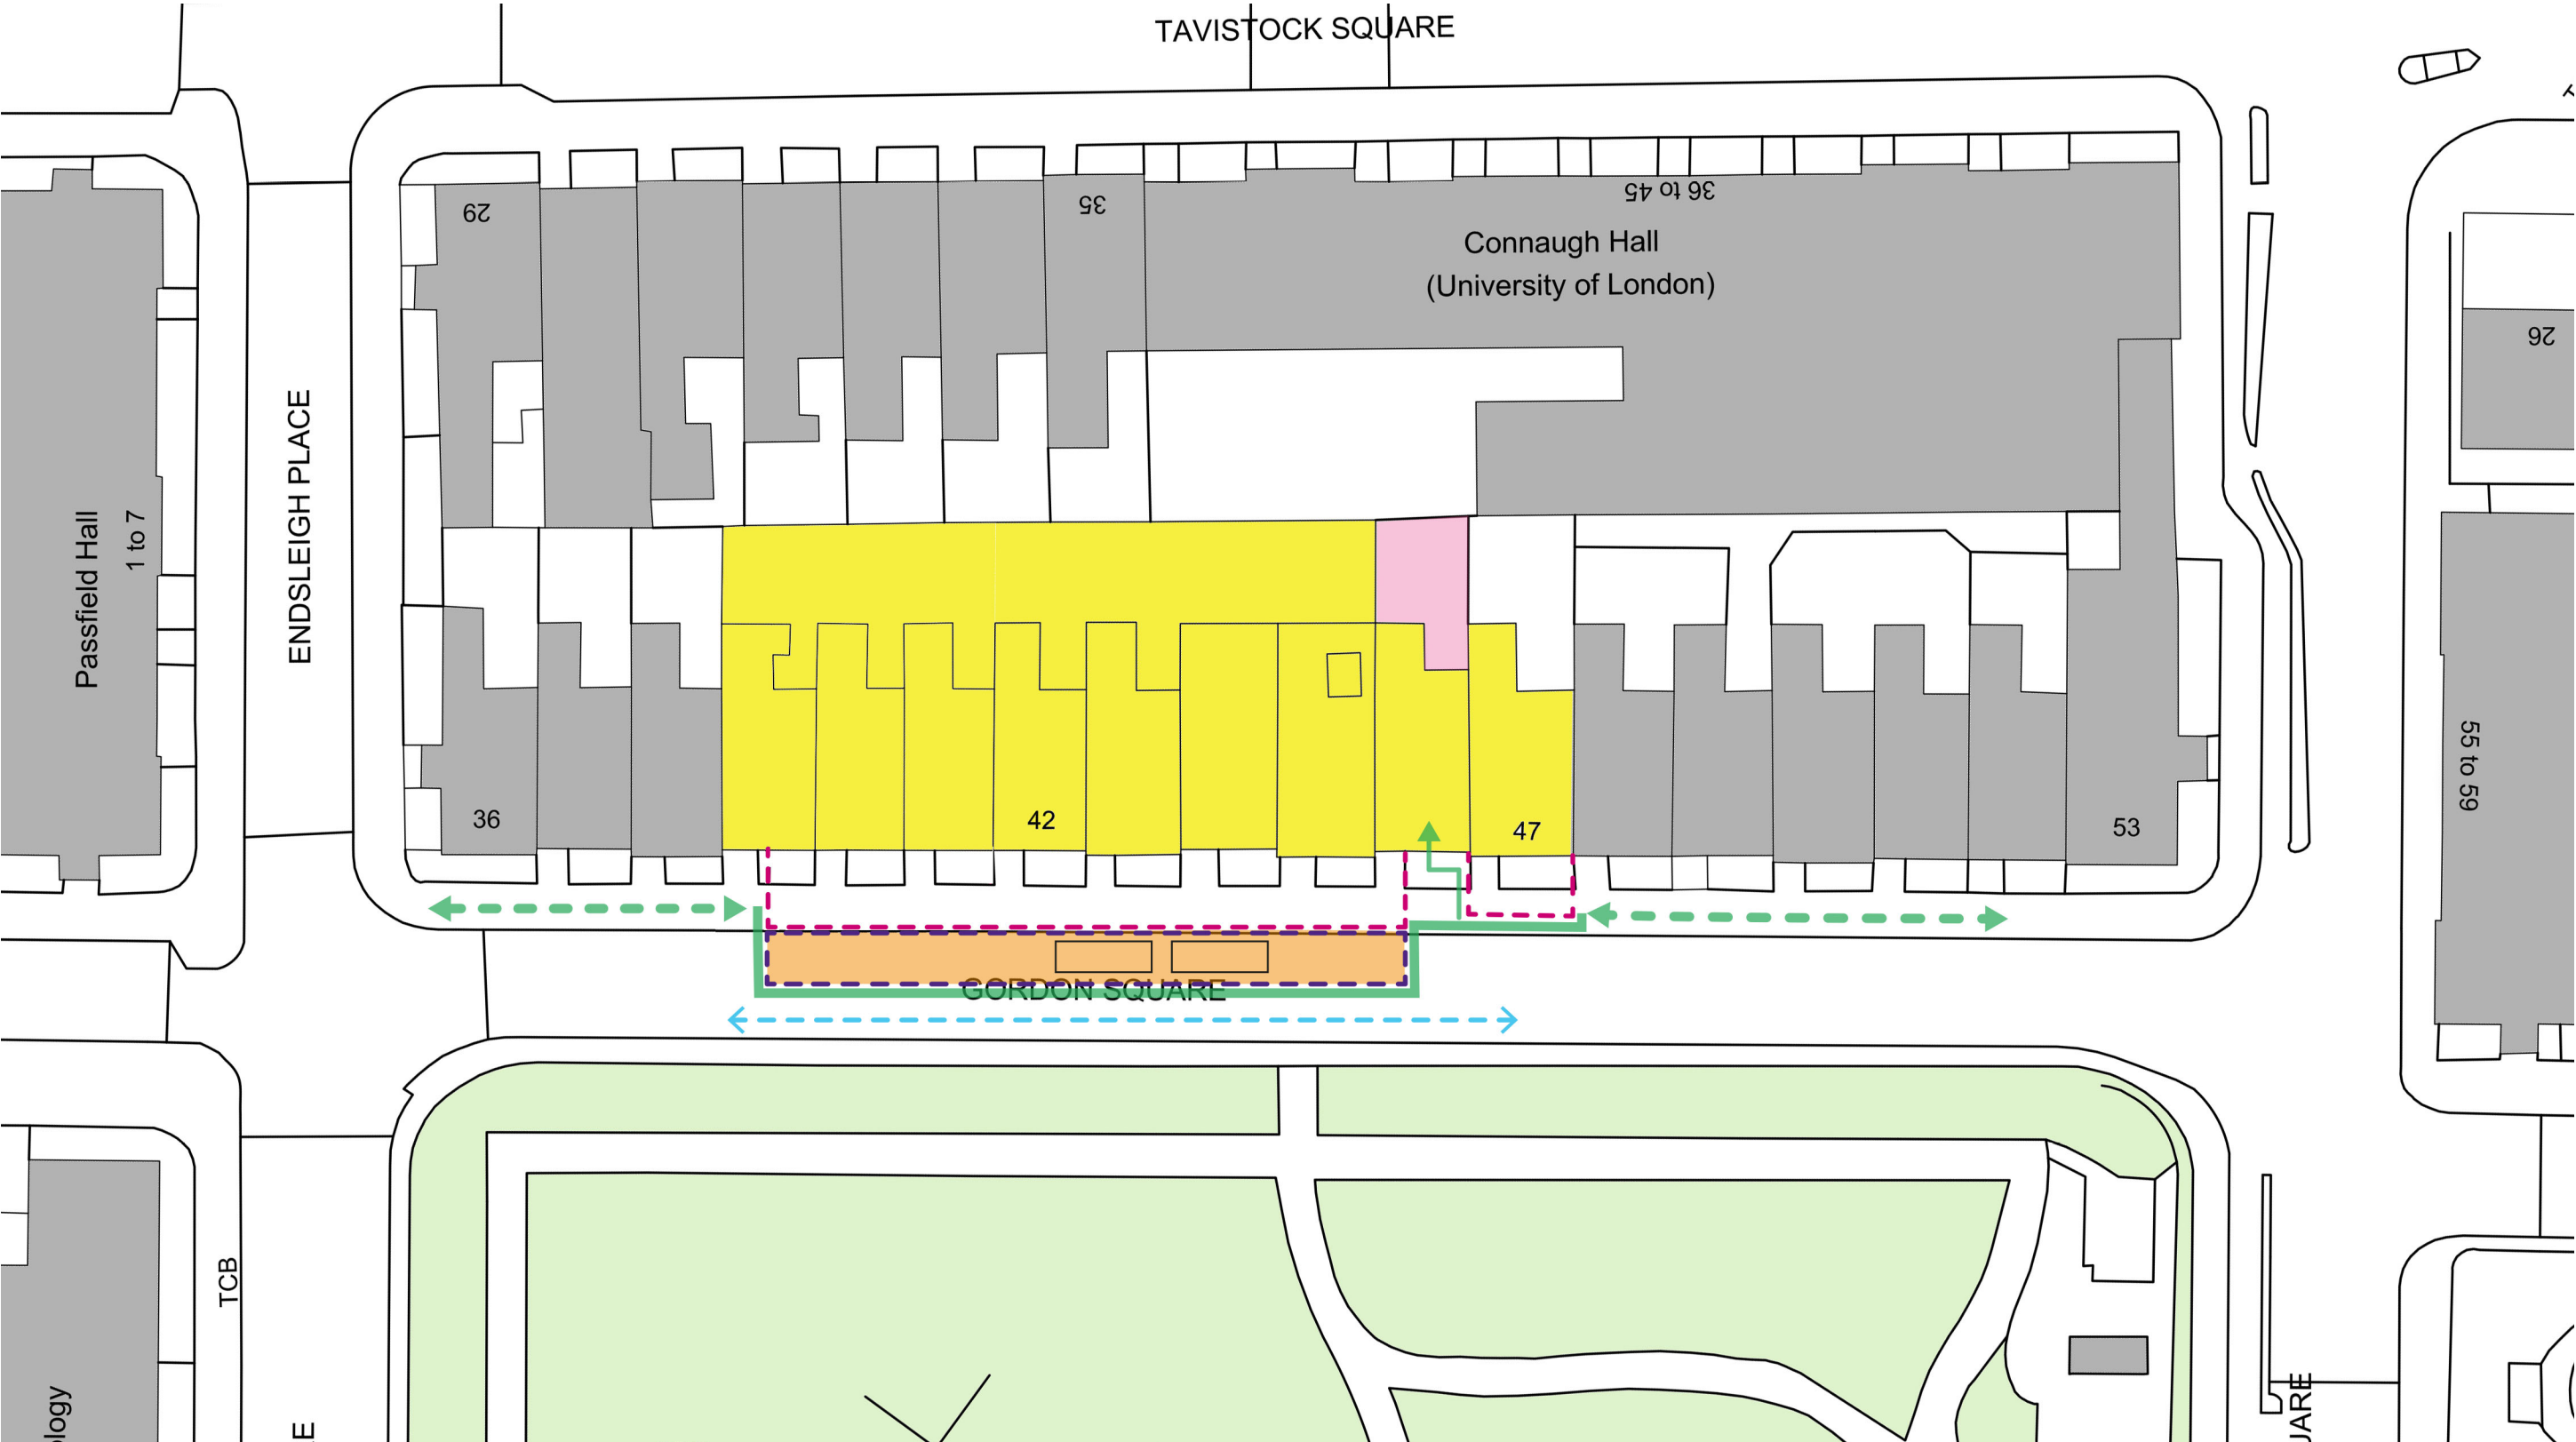 TAVISTOCK SQUARE
29
35
36 to 45
Connaugh Hall
(University of London)
26
ENDSLEIGH PLACE
Passfield Hall
1 to 7
55 to 59
36
42
47
53
GORDON SQUARE
TCB
ology
E
UARE